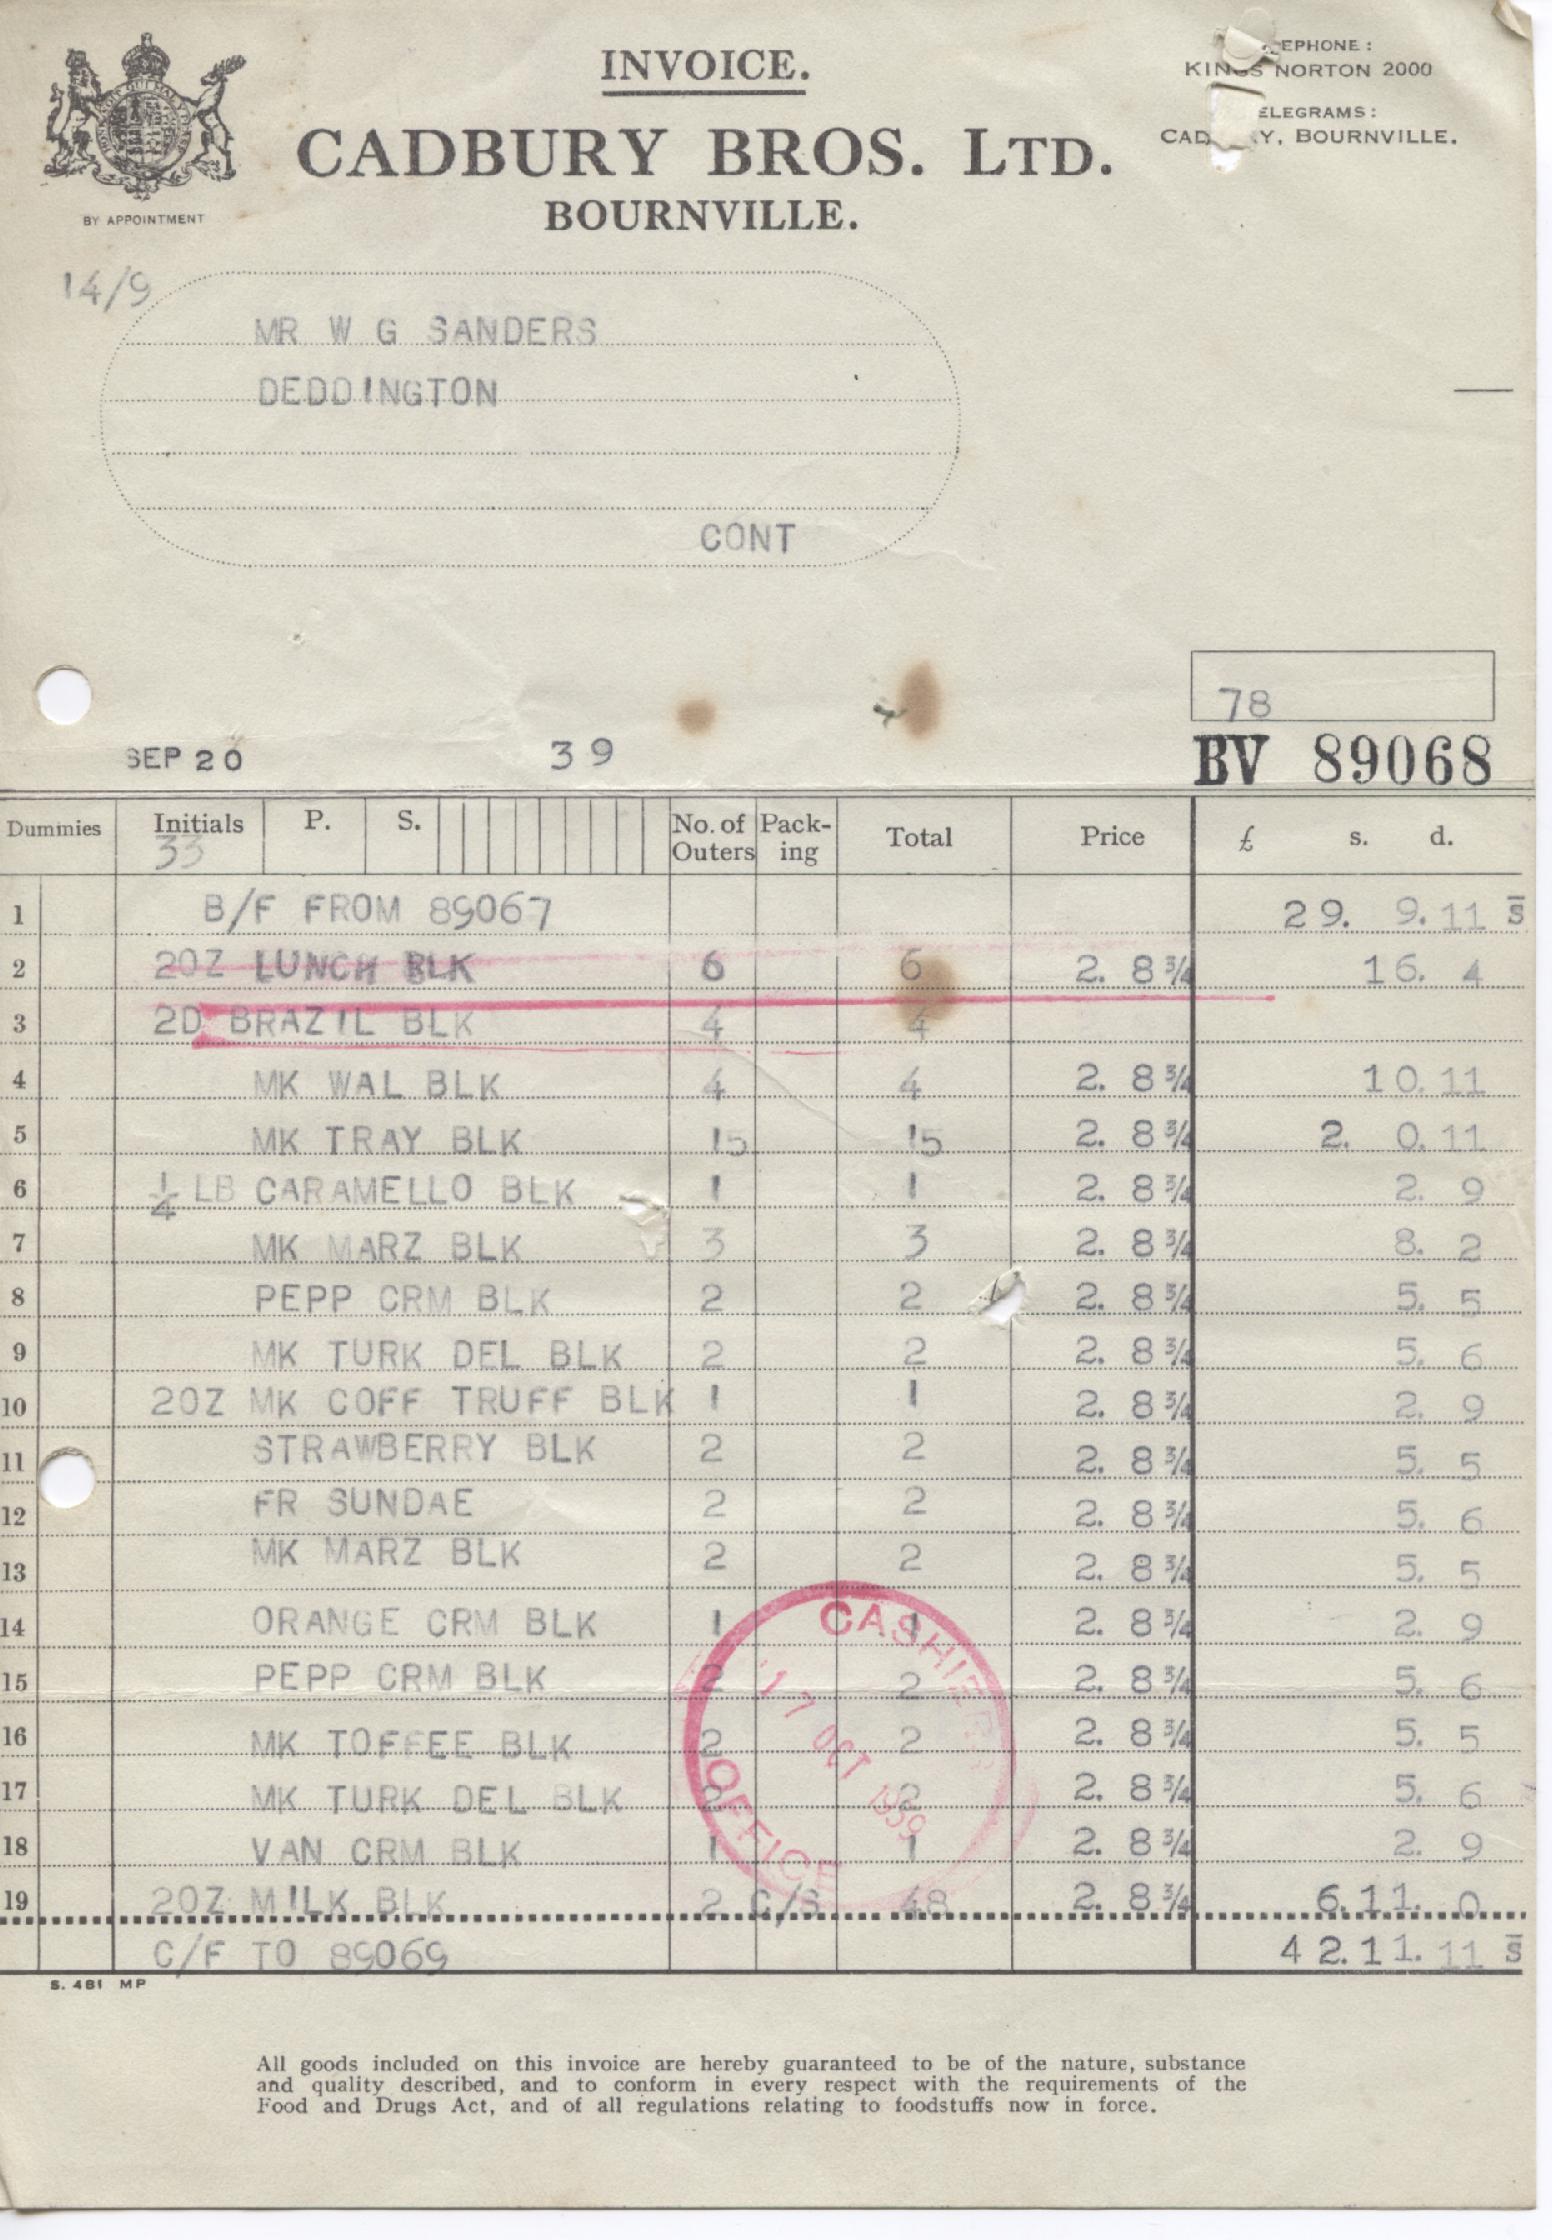 INVOICE.
EPHONE :
KINGS NORTON 2000
ELEGRAMS :
CAD Y, BOURNVILLE.
CADBURY BROS. LTD.
BOURNVILLE.
BY APPOINTMENT
14/9
MR W G SANDERS
DEDDINGTON
CONT
78
SEP 20 39 BV 89068
Dummies Initials P. S. No. of Outers Pack-ing Total Price £ s. d.
33
1 B/F FROM 89067 29. 9. 11 s
2 2OZ LUNCH BLK 6 6 2. 8¾ 16. 4
3 2D BRAZIL BLK 4 4
4 MK WAL BLK 4 4 2. 8¾ 10. 11
5 MK TRAY BLK 15 15 2. 8¾ 2. 0. 11
6 ¼ LB CARAMELLO BLK 1 1 2. 8¾ 2. 9
7 MK MARZ BLK 3 3 2. 8¾ 8. 2
8 PEPP CRM BLK 2 2 2. 8¾ 5. 5
9 MK TURK DEL BLK 2 2 2. 8¾ 5. 6
10 2OZ MK COFF TRUFF BLK 1 1 2. 8¾ 2. 9
11 STRAWBERRY BLK 2 2 2. 8¾ 5. 5
12 FR SUNDAE 2 2 2. 8¾ 5. 6
13 MK MARZ BLK 2 2 2. 8¾ 5. 5
14 ORANGE CRM BLK 1 1 2. 8¾ 2. 9
15 PEPP CRM BLK 2 2 2. 8¾ 5. 6
16 MK TOFFEE BLK 2 2 2. 8¾ 5. 5
17 MK TURK DEL BLK 2 2 2. 8¾ 5. 6
18 VAN CRM BLK 1 1 2. 8¾ 2. 9
19 2OZ MILK BLK 2 C/S 48 2. 8¾ 6. 11. 0
C/F TO 89069 42. 11. 11 s
CASHIERS
17 OCT 1939
OFFICE
S. 481 MP
All goods included on this invoice are hereby guaranteed to be of the nature, substance
and quality described, and to conform in every respect with the requirements of the
Food and Drugs Act, and of all regulations relating to foodstuffs now in force.